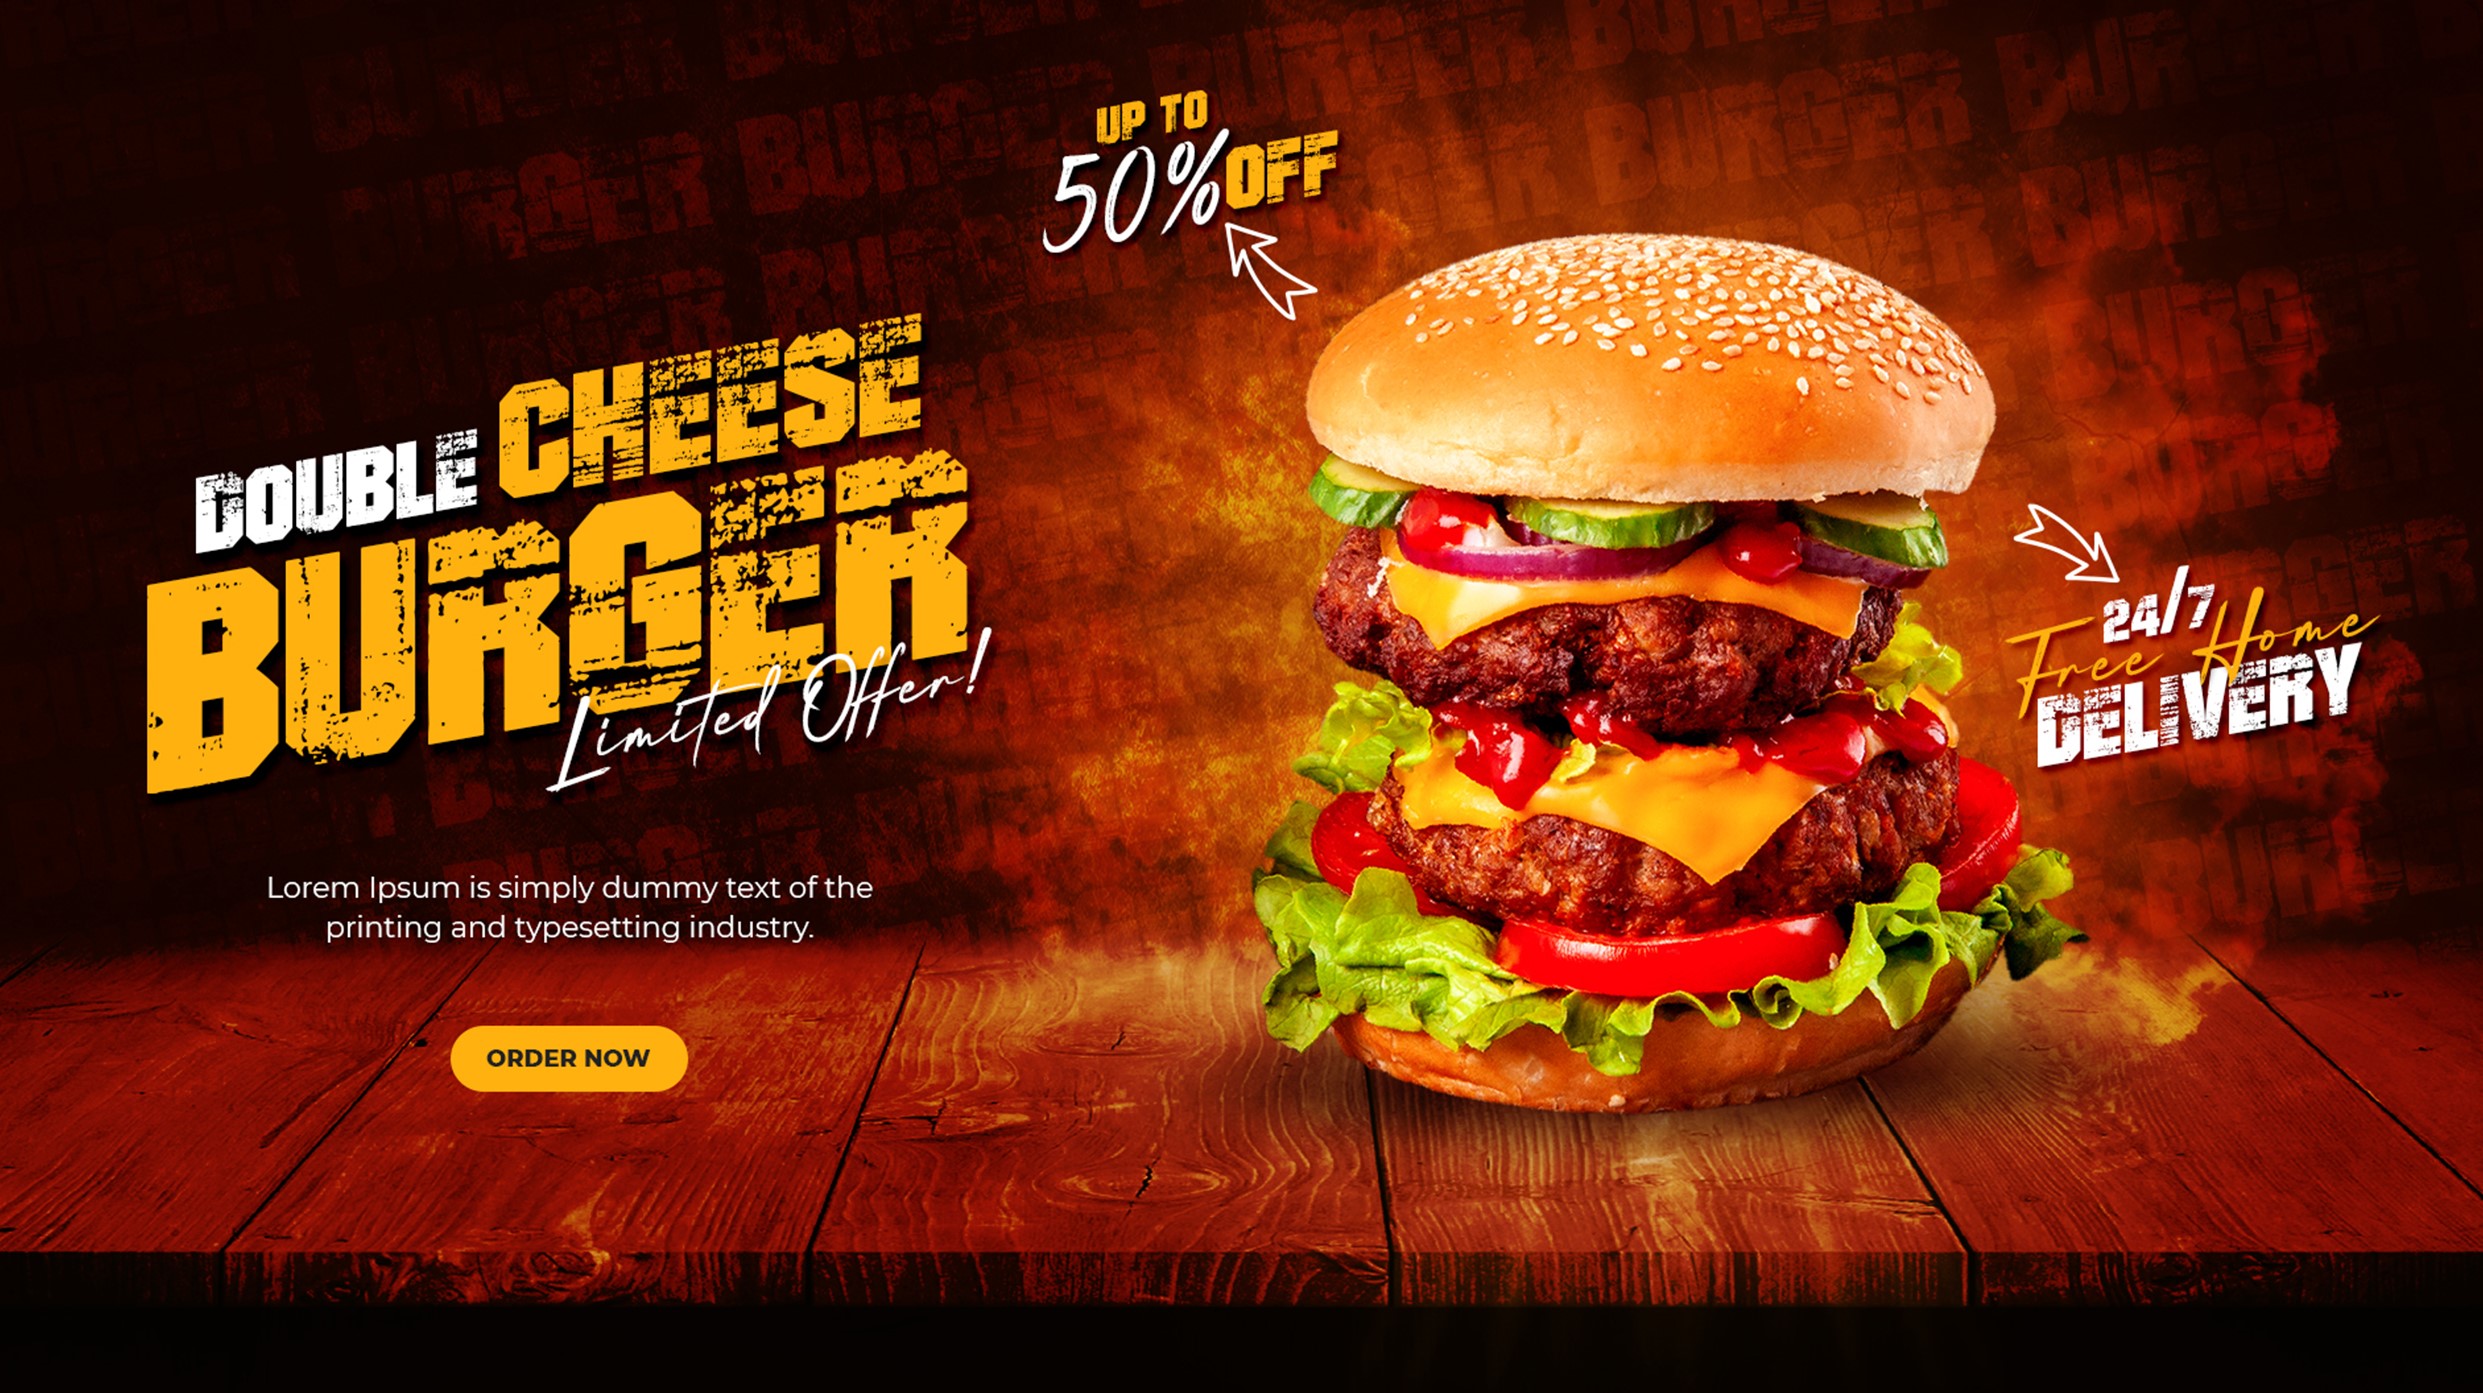 UP TO
50% OFF
DOUBLE CHEESE
BURGER
Limited Offer!
24/7
Free Home
DELIVERY
Lorem Ipsum is simply dummy text of the
printing and typesetting industry.
ORDER NOW